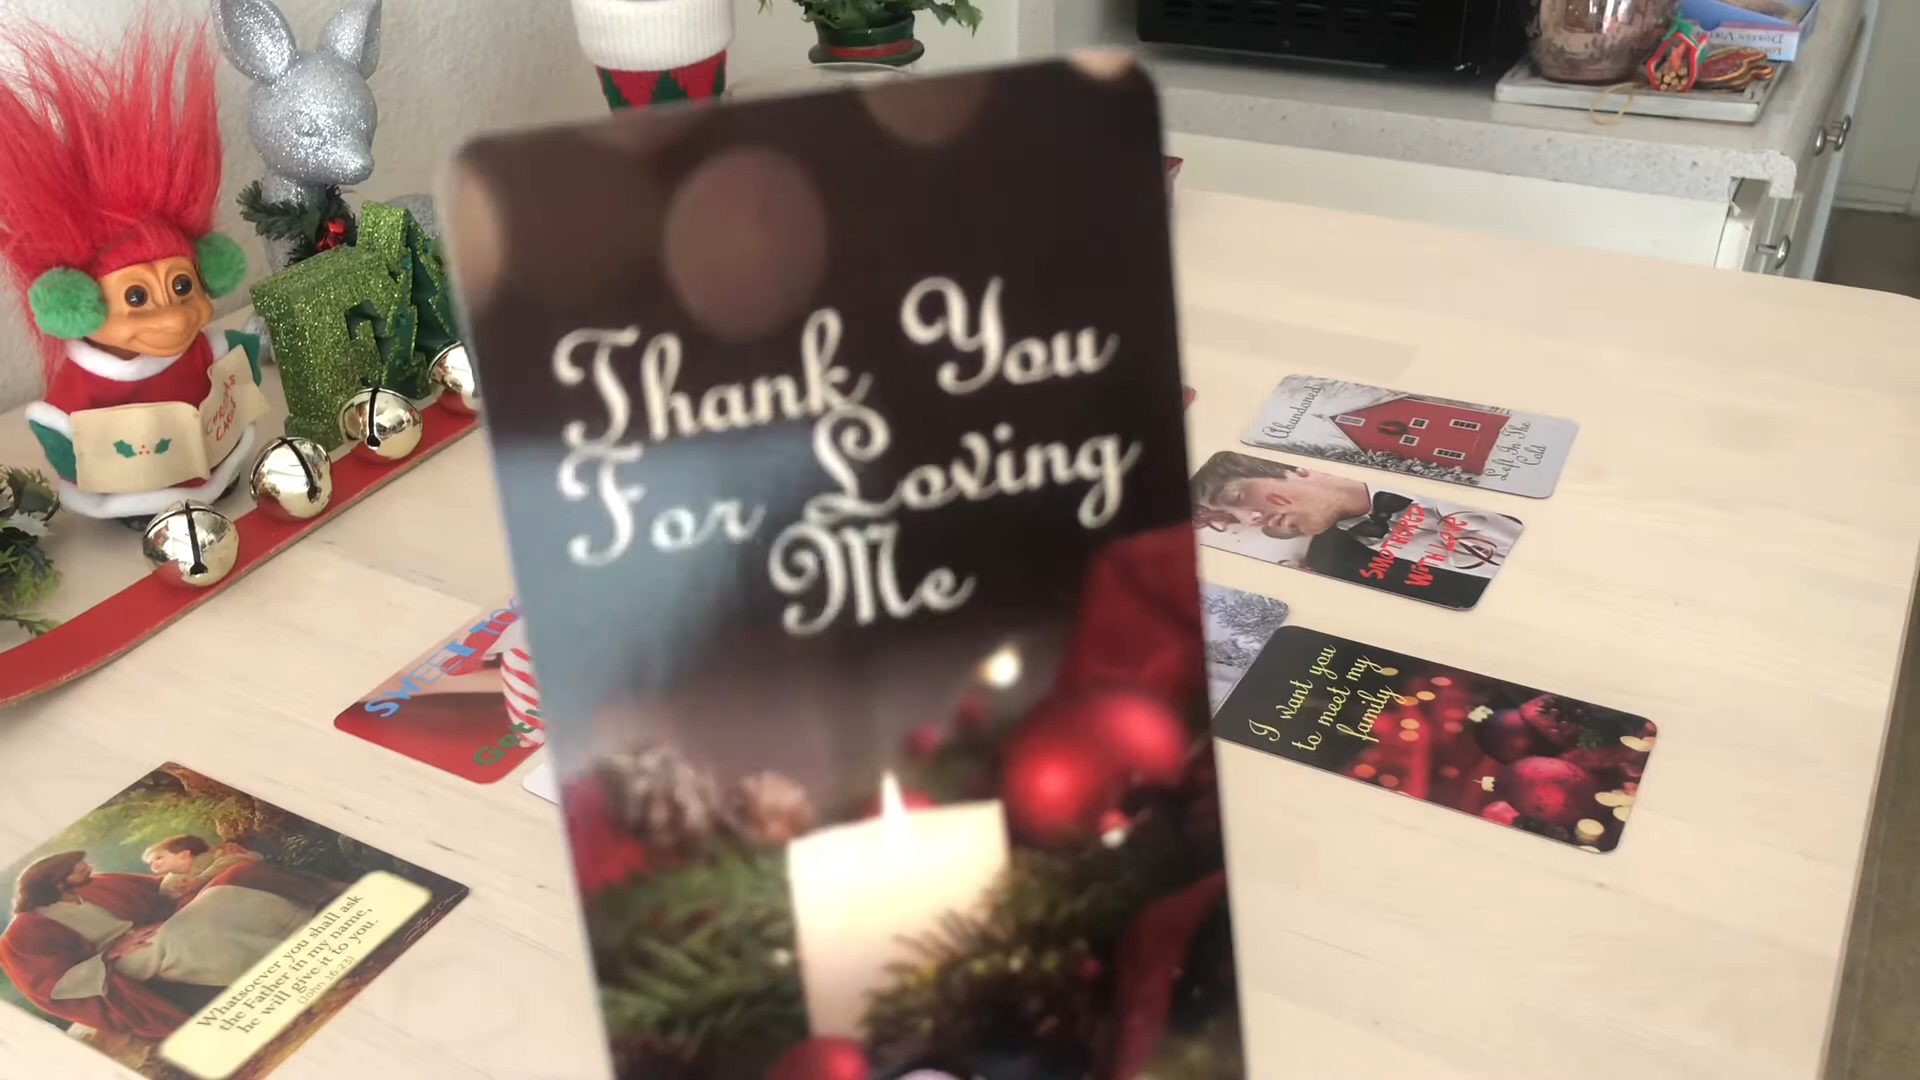 Thank You
For Loving
Me
Abandoned
Left In The
Cold
SMOTHERED
WITH LOVE
I want you
to meet my
family
SWEET
Whatsoever you shall ask
the Father in my name,
he will give it to you.
(John 16:23)
CHRISTMAS
CAROLS